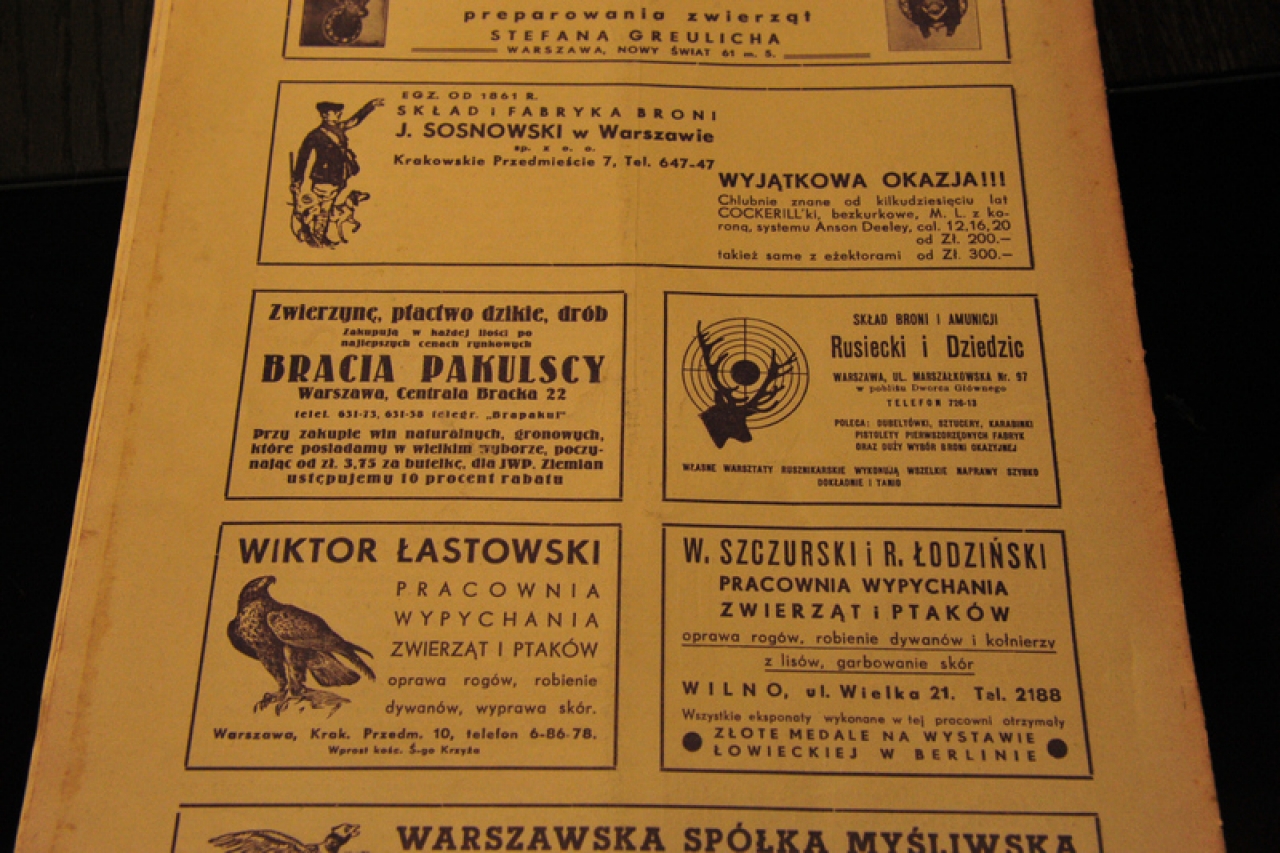 preparowania zwierząt
STEFANA GREULICHA
WARSZAWA, NOWY ŚWIAT 61 m. 5.
EGZ. OD 1861 R.
SKŁAD i FABRYKA BRONI
J. SOSNOWSKI w Warszawie
sp. z o. o.
Krakowskie Przedmieście 7, Tel. 647-47
WYJĄTKOWA OKAZJA!!!
Chlubnie znane od kilkudziesięciu lat
COCKERILL'ki, bezkurkowe, M. L. z ko-
roną, systemu Anson Deeley, cal. 12,16,20
od Zł. 200.—
takież same z eżektorami od Zł. 300.—
Zwierzynę, ptactwo dzikie, drób
Zakupują w każdej ilości po
najlepszych cenach rynkowych
BRACIA PAKULSCY
Warszawa, Centrala Bracka 22
telef. 631-73, 631-58 telegr. „Brapakul"
Przy zakupie win naturalnych, gronowych,
które posiadamy w wielkim wyborze, poczy-
nając od zł. 3,75 za butelkę, dla JWP. Ziemian
ustępujemy 10 procent rabatu
SKŁAD BRONI I AMUNICJI
Rusiecki i Dziedzic
WARSZAWA, UL. MARSZAŁKOWSKA Nr. 97
w pobliżu Dworca Głównego
TELEFON 726-13
POLECA: DUBELTÓWKI, SZTUCERY, KARABINKI
PISTOLETY PIERWSZORZĘDNYCH FABRYK
ORAZ DUŻY WYBÓR BRONI OKAZYJNEJ
WŁASNE WARSZTATY RUSZNIKARSKIE WYKONUJĄ WSZELKIE NAPRAWY SZYBKO
DOKŁADNIE I TANIO
WIKTOR ŁASTOWSKI
PRACOWNIA
WYPYCHANIA
ZWIERZĄT I PTAKÓW
oprawa rogów, robienie
dywanów, wyprawa skór.
Warszawa, Krak. Przedm. 10, telefon 6-86-78.
Wprost kośc. Ś-go Krzyża
W. SZCZURSKI i R. ŁODZIŃSKI
PRACOWNIA WYPYCHANIA
ZWIERZĄT i PTAKÓW
oprawa rogów, robienie dywanów i kołnierzy
z lisów, garbowanie skór
WILNO, ul. Wielka 21. Tel. 2188
Wszystkie eksponaty wykonane w tej pracowni otrzymały
ZŁOTE MEDALE NA WYSTAWIE
ŁOWIECKIEJ W BERLINIE
WARSZAWSKA SPÓŁKA MYŚLIWSKA